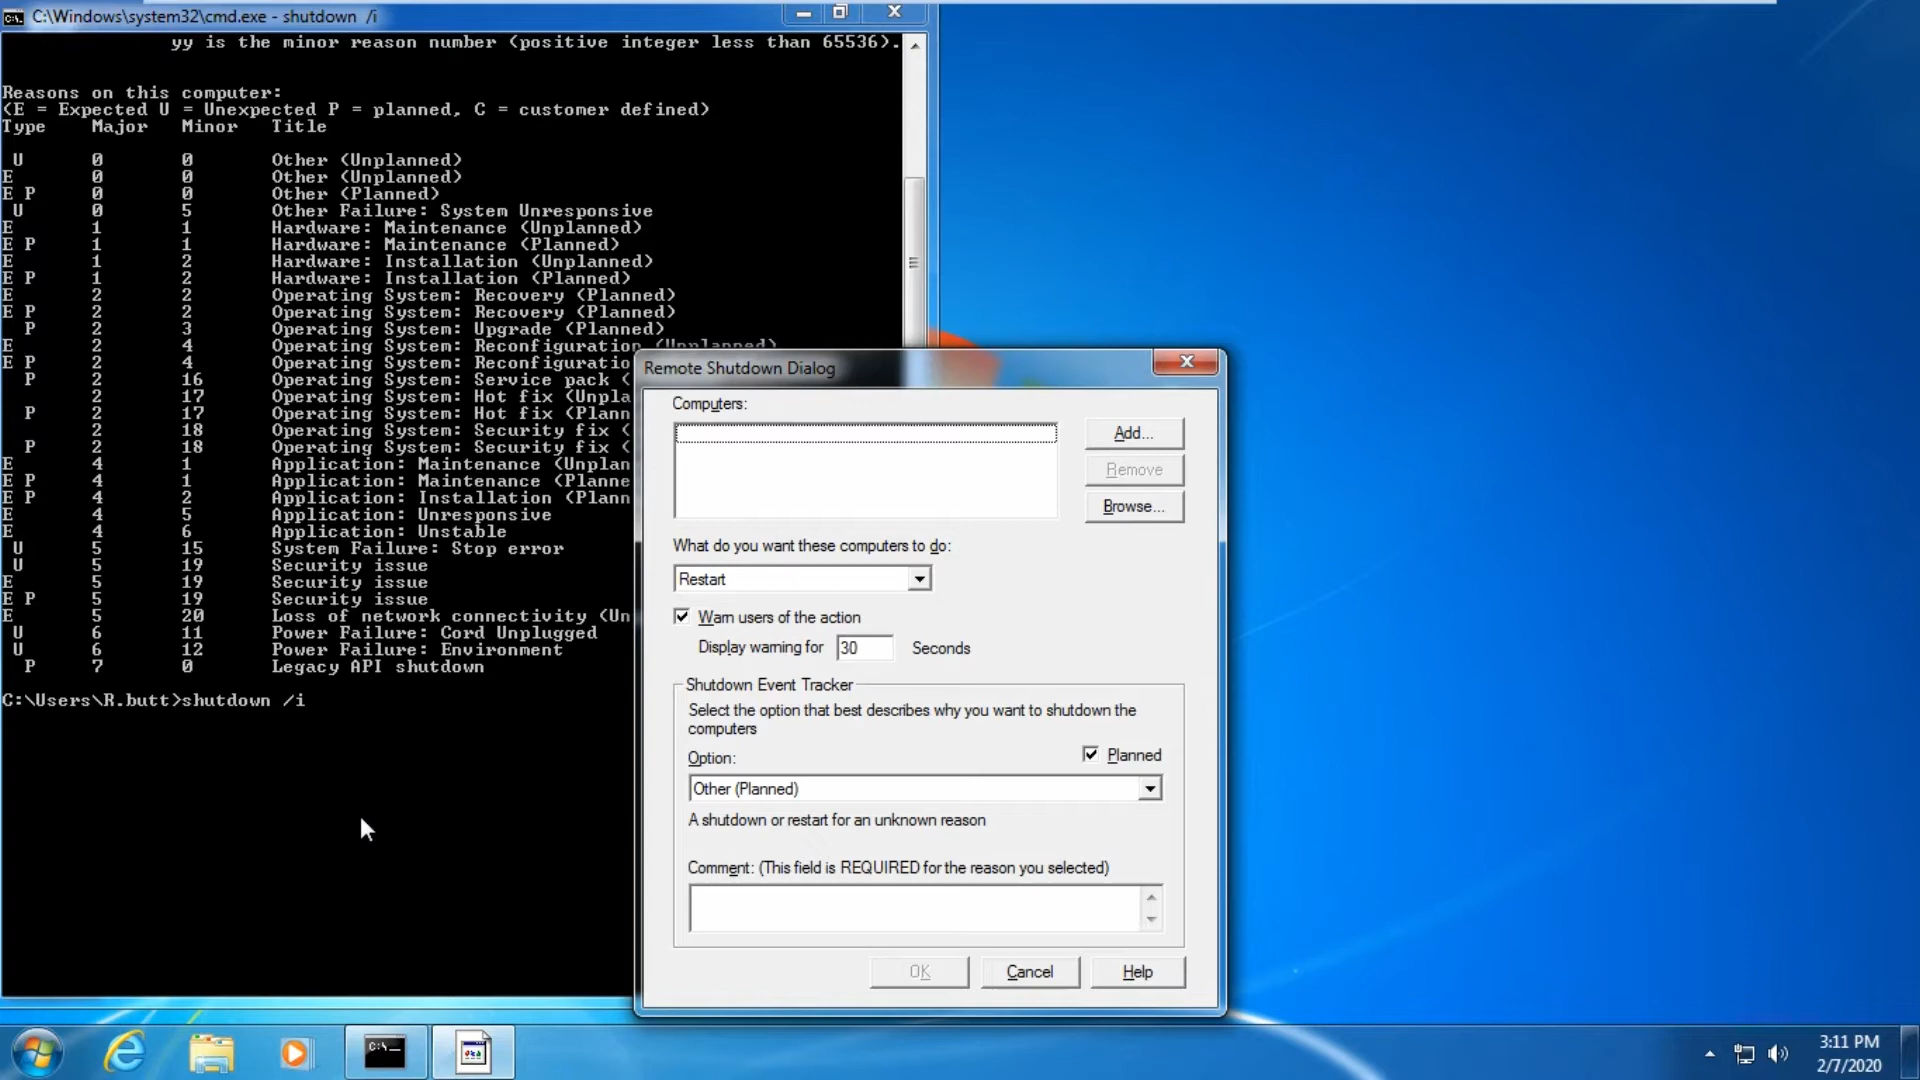 C:\Windows\system32\cmd.exe - shutdown /i
yy is the minor reason number (positive integer less than 65536).
Reasons on this computer:
(E = Expected U = Unexpected P = planned, C = customer defined)
Type Major Minor Title
U 0 0 Other (Unplanned)
E 0 0 Other (Unplanned)
E P 0 0 Other (Planned)
U 0 5 Other Failure: System Unresponsive
E 1 1 Hardware: Maintenance (Unplanned)
E P 1 1 Hardware: Maintenance (Planned)
E 1 2 Hardware: Installation (Unplanned)
E P 1 2 Hardware: Installation (Planned)
E 2 2 Operating System: Recovery (Planned)
E P 2 2 Operating System: Recovery (Planned)
P 2 3 Operating System: Upgrade (Planned)
E 2 4 Operating System: Reconfiguration (Unplanned)
E P 2 4 Operating System: Reconfiguratio
P 2 16 Operating System: Service pack (
2 17 Operating System: Hot fix (Unpla
P 2 17 Operating System: Hot fix (Plann
2 18 Operating System: Security fix (
P 2 18 Operating System: Security fix (
E 4 1 Application: Maintenance (Unplan
E P 4 1 Application: Maintenance (Planne
E P 4 2 Application: Installation (Plann
E 4 5 Application: Unresponsive
E 4 6 Application: Unstable
U 5 15 System Failure: Stop error
U 5 19 Security issue
E 5 19 Security issue
E P 5 19 Security issue
E 5 20 Loss of network connectivity (Un
U 6 11 Power Failure: Cord Unplugged
U 6 12 Power Failure: Environment
P 7 0 Legacy API shutdown
C:\Users\R.butt>shutdown /i
Remote Shutdown Dialog
Computers:
Add...
Remove
Browse...
What do you want these computers to do:
Restart
Warn users of the action
Display warning for 30 Seconds
Shutdown Event Tracker
Select the option that best describes why you want to shutdown the
computers
Option: Planned
Other (Planned)
A shutdown or restart for an unknown reason
Comment: (This field is REQUIRED for the reason you selected)
OK Cancel Help
C:\_
3:11 PM
2/7/2020